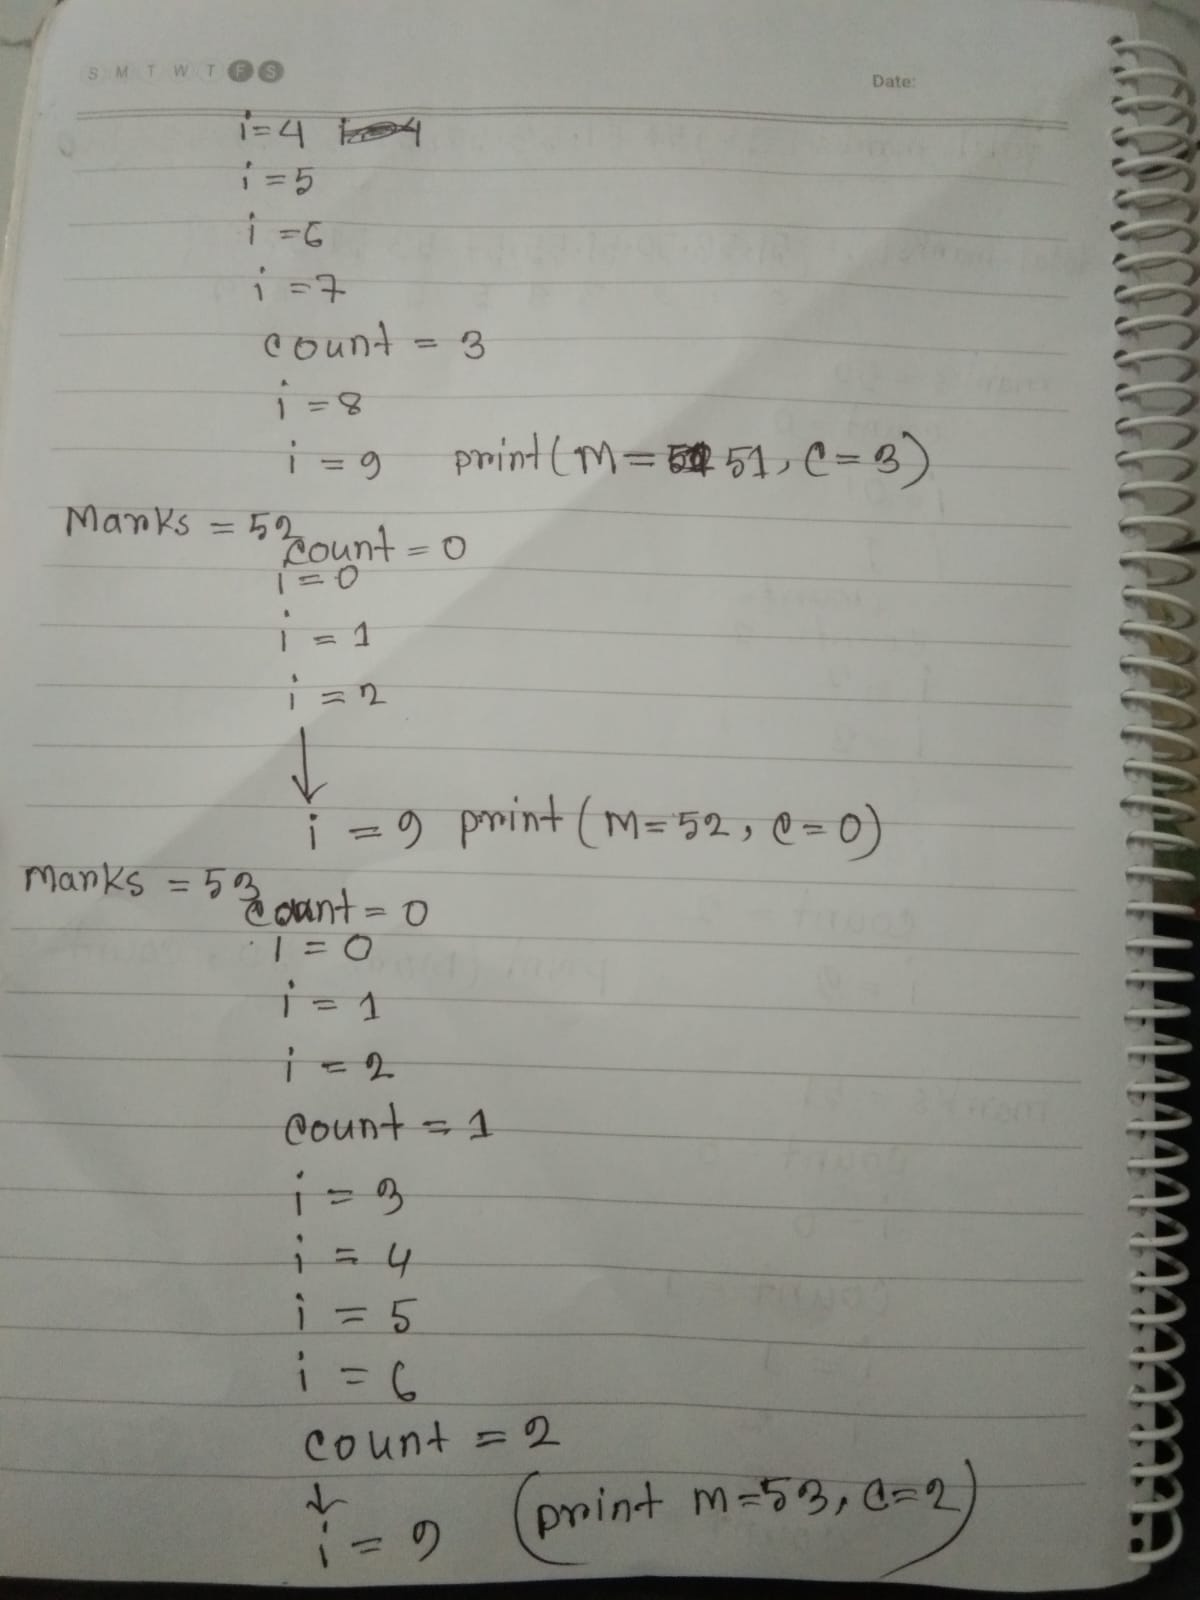 S M T W T F S
Date:
i=4
i=5
i=6
i=7
count = 3
i=8
i=9 print(M= 51, C=3)
Marks = 52
count=0
i=0
i=1
i=2
↓
i=9 print(M=52, C=0)
Marks = 53
count=0
i=0
i=1
i=2
count=1
i=3
i=4
i=5
i=6
count=2
↓
i=9 (print M=53, C=2)